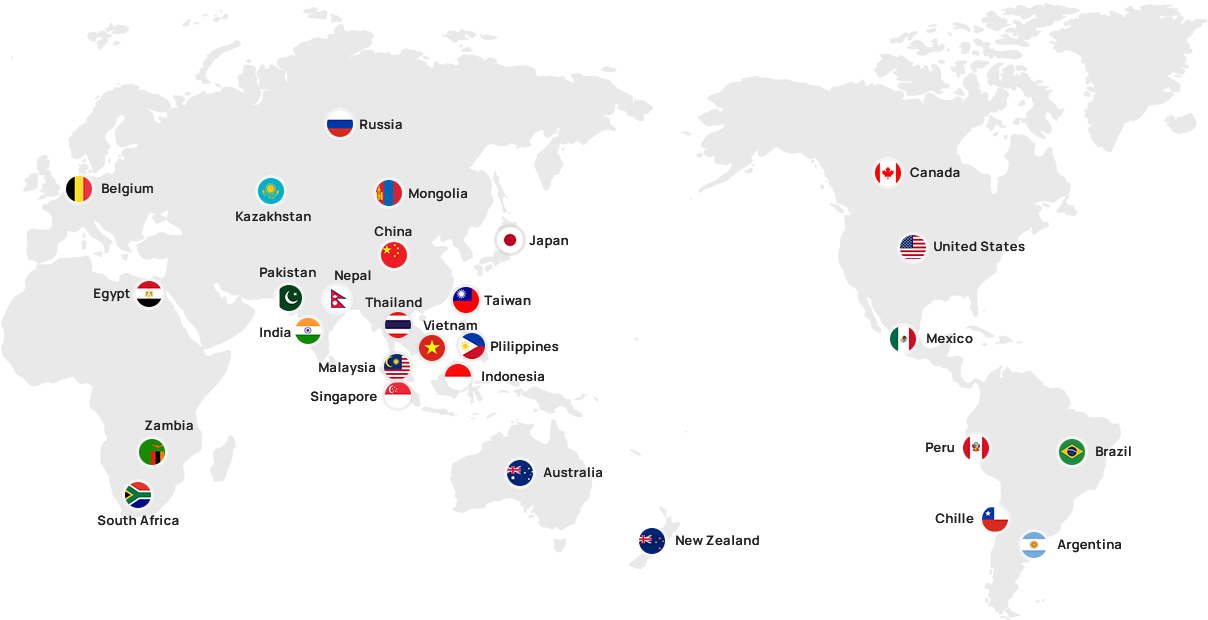 Russia
Canada
Belgium
Mongolia
Kazakhstan
China
Japan
United States
Pakistan
Nepal
Egypt
Thailand
Taiwan
Vietnam
India
Mexico
Plilippines
Malaysia
Indonesia
Singapore
Zambia
Peru
Brazil
Australia
South Africa
Chille
New Zealand
Argentina